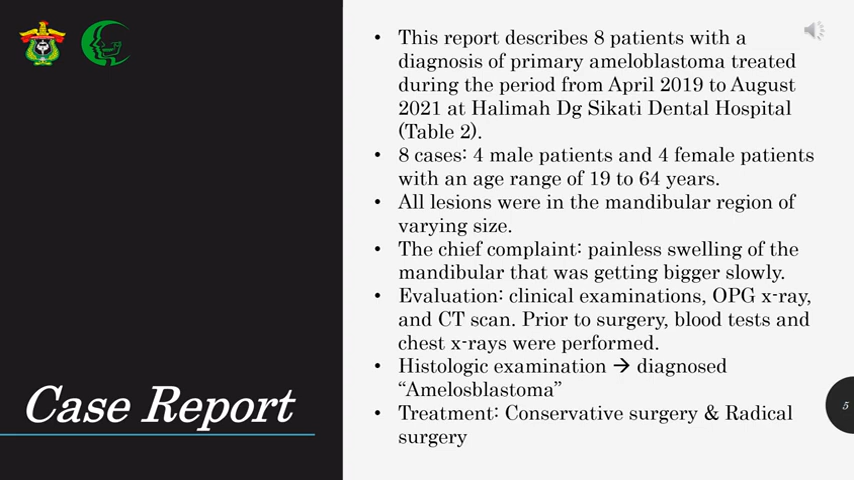 • This report describes 8 patients with a
diagnosis of primary ameloblastoma treated
during the period from April 2019 to August
2021 at Halimah Dg Sikati Dental Hospital
(Table 2).
• 8 cases: 4 male patients and 4 female patients
with an age range of 19 to 64 years.
• All lesions were in the mandibular region of
varying size.
• The chief complaint: painless swelling of the
mandibular that was getting bigger slowly.
• Evaluation: clinical examinations, OPG x-ray,
and CT scan. Prior to surgery, blood tests and
chest x-rays were performed.
• Histologic examination → diagnosed
“Amelosblastoma”
• Treatment: Conservative surgery & Radical
surgery
Case Report
5